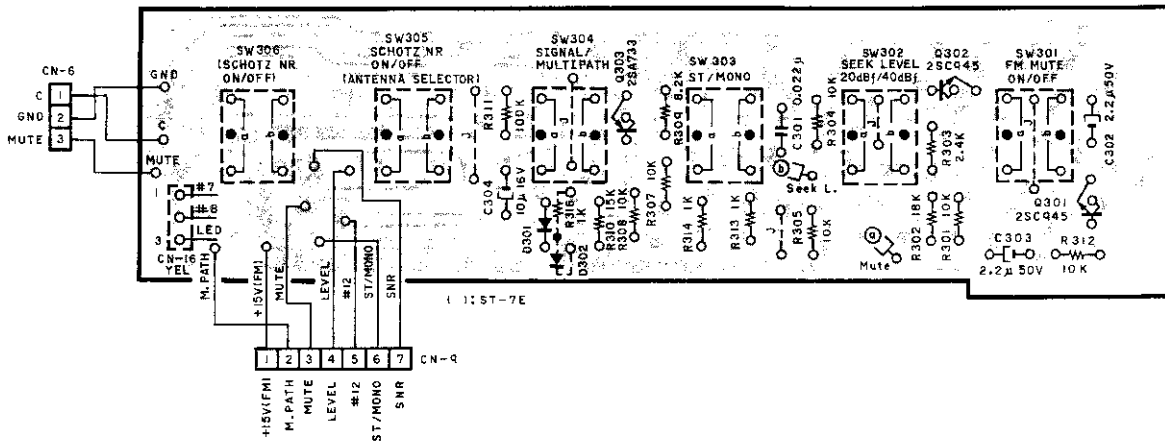 CN-6
C 1
GND 2
MUTE 3
GND
C
MUTE
SW306
(SCHOTZ NR
ON/OFF)
a b
SW305
SCHOTZ NR
ON/OFF
(ANTENNA SELECTOR)
a b
J
R311
100K
C304
10μ 16V
SW304
SIGNAL/
MULTIPATH
a J b
Q303
2SA733
R309 8.2K
SW303
ST/MONO
a b
C301 0.022μ
R304 10K
SW302
SEEK LEVEL
20dBf/40dBf
a J b
Q302
2SC945
R303
2.4K
SW301
FM MUTE
ON/OFF
a J b
2.2μ50V
C302
1
#7
#8
LED
3
CN-16
YEL
M.PATH
+15V(FM)
MUTE
LEVEL
#12
ST/MONO
SNR
D301
R316
1K
D302
R310 15K
R308 10K
R307 10K
R314 1K
R313 1K
b
Seek L.
J
R305
10K
a
Mute
R302 18K
R301 10K
Q301
2SC945
C303
2.2μ50V
R312
10K
( ):ST-7E
1 2 3 4 5 6 7 CN-9
+15V(FM)
M.PATH
MUTE
LEVEL
#12
ST/MONO
SNR